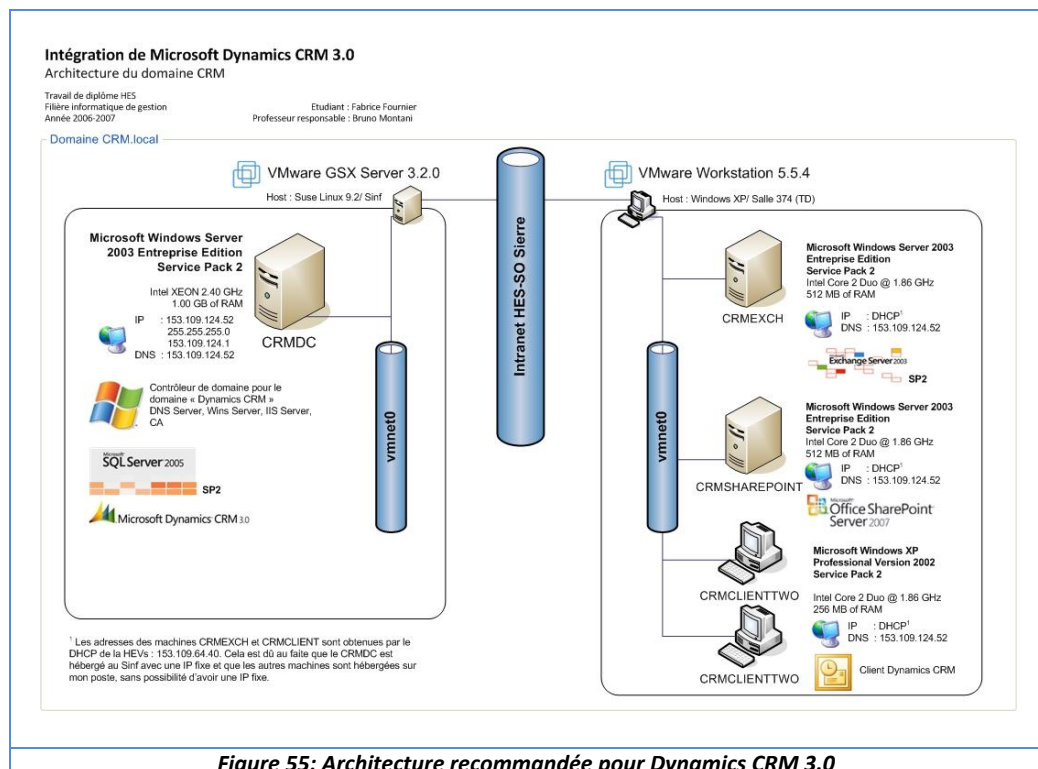 Intégration de Microsoft Dynamics CRM 3.0
Architecture du domaine CRM
Travail de diplôme HES
Filière informatique de gestion
Année 2006-2007
Etudiant : Fabrice Fournier
Professeur responsable : Bruno Montani
Domaine CRM.local
VMware GSX Server 3.2.0
Host : Suse Linux 9.2/ Sinf
Microsoft Windows Server
2003 Entreprise Edition
Service Pack 2
Intel XEON 2.40 GHz
1.00 GB of RAM
IP : 153.109.124.52
255.255.255.0
153.109.124.1
DNS : 153.109.124.52
CRMDC
Contrôleur de domaine pour le
domaine « Dynamics CRM »
DNS Server, Wins Server, IIS Server,
CA
Microsoft
SQL Server 2005
SP2
Microsoft Dynamics CRM 3.0
vmnet0
Intranet HES-SO Sierre
VMware Workstation 5.5.4
Host : Windows XP/ Salle 374 (TD)
vmnet0
CRMEXCH
Microsoft Windows Server 2003
Entreprise Edition
Service Pack 2
Intel Core 2 Duo @ 1.86 GHz
512 MB of RAM
IP : DHCP¹
DNS : 153.109.124.52
Exchange Server 2003
SP2
CRMSHAREPOINT
Microsoft Windows Server 2003
Entreprise Edition
Service Pack 2
Intel Core 2 Duo @ 1.86 GHz
512 MB of RAM
IP : DHCP¹
DNS : 153.109.124.52
Microsoft
Office SharePoint
Server 2007
CRMCLIENTTWO
CRMCLIENTTWO
Microsoft Windows XP
Professional Version 2002
Service Pack 2
Intel Core 2 Duo @ 1.86 GHz
256 MB of RAM
IP : DHCP¹
DNS : 153.109.124.52
Client Dynamics CRM
¹ Les adresses des machines CRMEXCH et CRMCLIENT sont obtenues par le
DHCP de la HEVs : 153.109.64.40. Cela est dû au faite que le CRMDC est
hébergé au Sinf avec une IP fixe et que les autres machines sont hébergées sur
mon poste, sans possibilité d'avoir une IP fixe.
Figure 55: Architecture recommandée pour Dynamics CRM 3.0